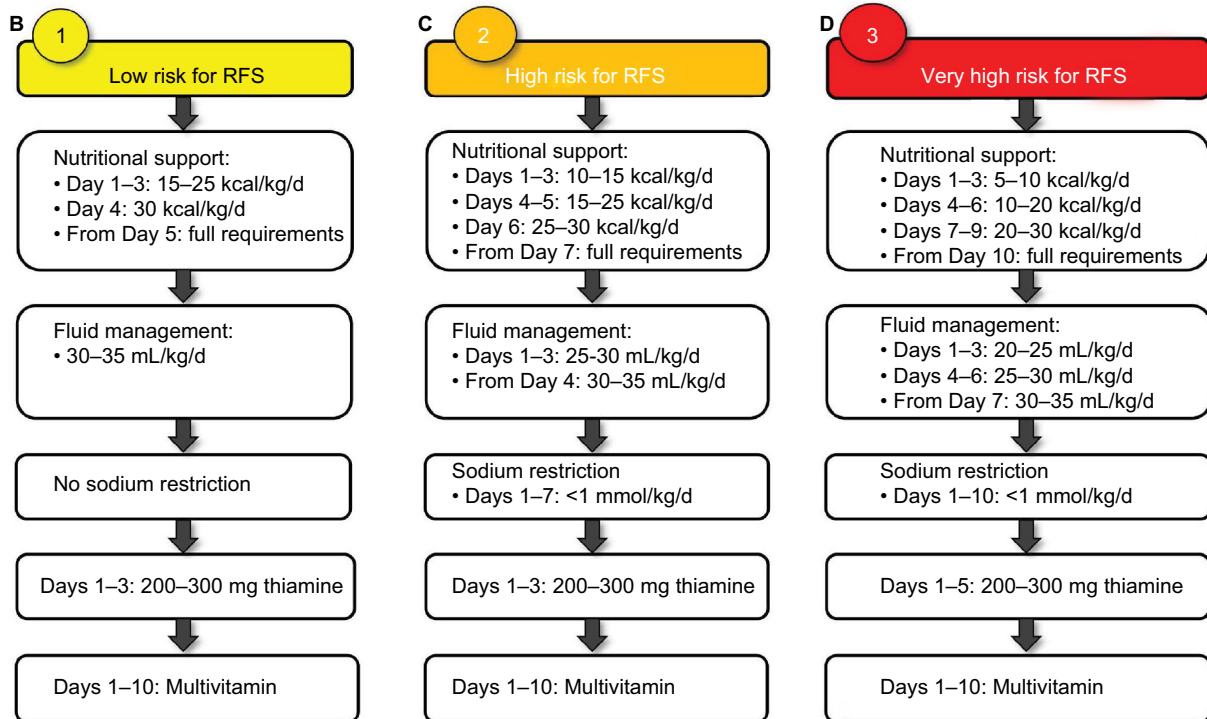 B
1
Low risk for RFS
Nutritional support:
• Day 1–3: 15–25 kcal/kg/d
• Day 4: 30 kcal/kg/d
• From Day 5: full requirements
Fluid management:
• 30–35 mL/kg/d
No sodium restriction
Days 1–3: 200–300 mg thiamine
Days 1–10: Multivitamin
C
2
High risk for RFS
Nutritional support:
• Days 1–3: 10–15 kcal/kg/d
• Days 4–5: 15–25 kcal/kg/d
• Day 6: 25–30 kcal/kg/d
• From Day 7: full requirements
Fluid management:
• Days 1–3: 25-30 mL/kg/d
• From Day 4: 30–35 mL/kg/d
Sodium restriction
• Days 1–7: <1 mmol/kg/d
Days 1–3: 200–300 mg thiamine
Days 1–10: Multivitamin
D
3
Very high risk for RFS
Nutritional support:
• Days 1–3: 5–10 kcal/kg/d
• Days 4–6: 10–20 kcal/kg/d
• Days 7–9: 20–30 kcal/kg/d
• From Day 10: full requirements
Fluid management:
• Days 1–3: 20–25 mL/kg/d
• Days 4–6: 25–30 mL/kg/d
• From Day 7: 30–35 mL/kg/d
Sodium restriction
• Days 1–10: <1 mmol/kg/d
Days 1–5: 200–300 mg thiamine
Days 1–10: Multivitamin